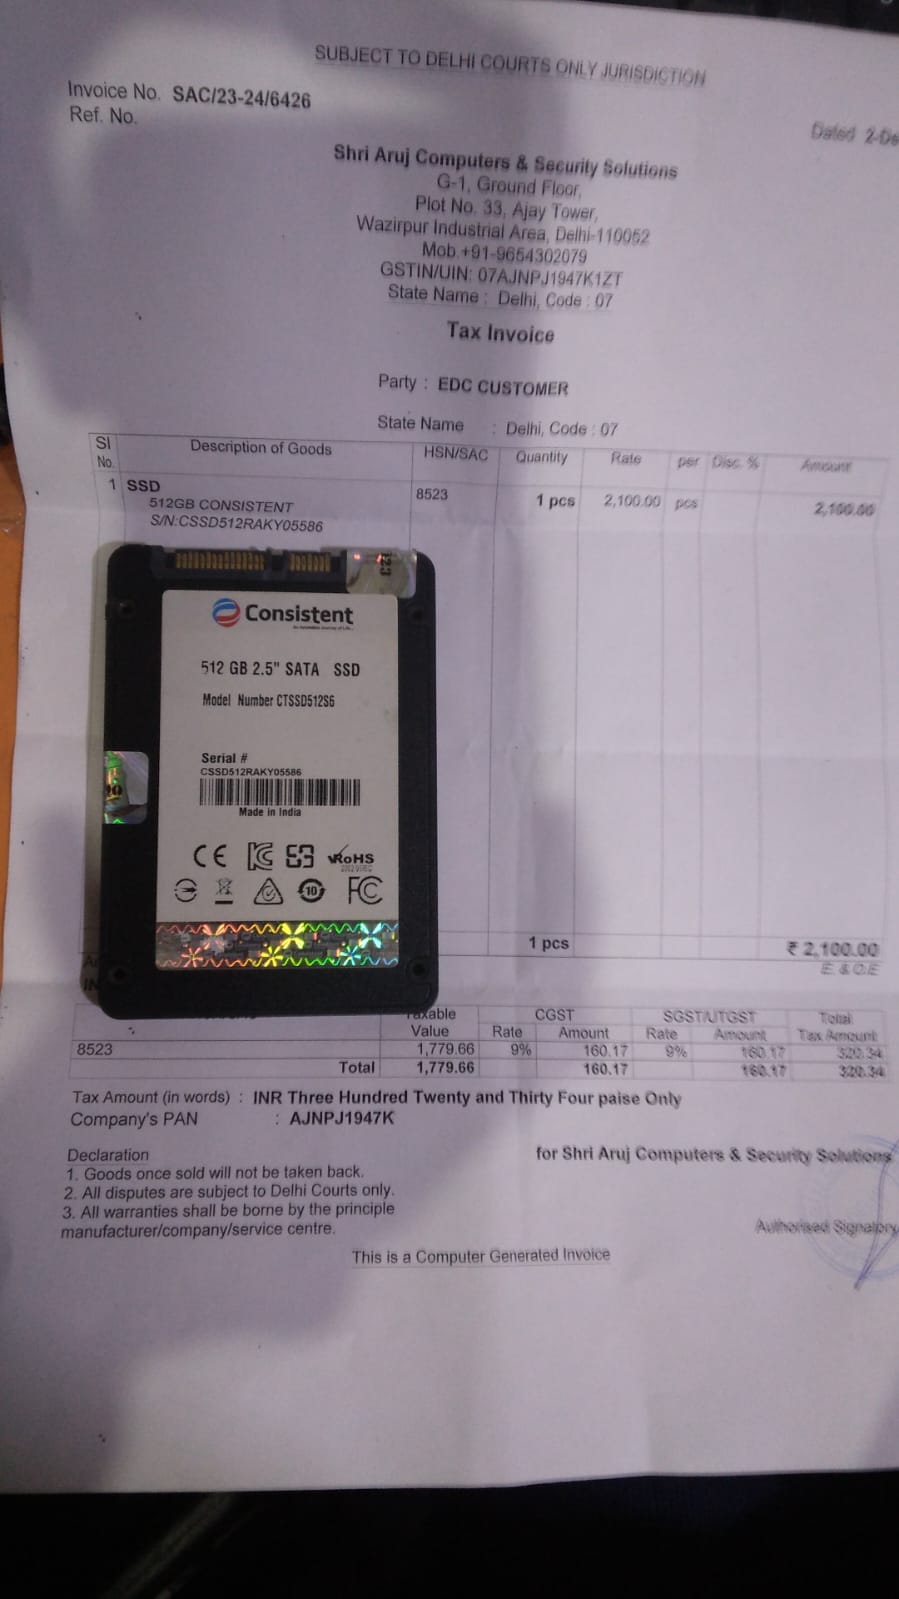 SUBJECT TO DELHI COURTS ONLY JURISDICTION
Invoice No. SAC/23-24/6426
Ref. No.
Dated 2-De
Shri Aruj Computers & Security Solutions
G-1, Ground Floor,
Plot No. 33, Ajay Tower,
Wazirpur Industrial Area, Delhi-110052
Mob.+91-9654302079
GSTIN/UIN: 07AJNPJ1947K1ZT
State Name : Delhi, Code : 07
Tax Invoice
Party : EDC CUSTOMER
State Name : Delhi, Code : 07
Sl No. Description of Goods HSN/SAC Quantity Rate per Disc. % Amount
1 SSD 8523 1 pcs 2,100.00 pcs 2,100.00
512GB CONSISTENT
S/N:CSSD512RAKY05586
Consistent
512 GB 2.5" SATA SSD
Model Number CTSSD512S6
Serial #
CSSD512RAKY05586
Made in India
CE
RoHS
10
FC
1 pcs ₹ 2,100.00
E. & O.E
Taxable Value CGST SGST/UTGST Total Tax Amount
Rate Amount Rate Amount
8523 1,779.66 9% 160.17 9% 160.17 320.34
Total 1,779.66 160.17 160.17 320.34
Tax Amount (in words) : INR Three Hundred Twenty and Thirty Four paise Only
Company's PAN : AJNPJ1947K
Declaration
1. Goods once sold will not be taken back.
2. All disputes are subject to Delhi Courts only.
3. All warranties shall be borne by the principle
manufacturer/company/service centre.
for Shri Aruj Computers & Security Solutions
Authorised Signatory
This is a Computer Generated Invoice